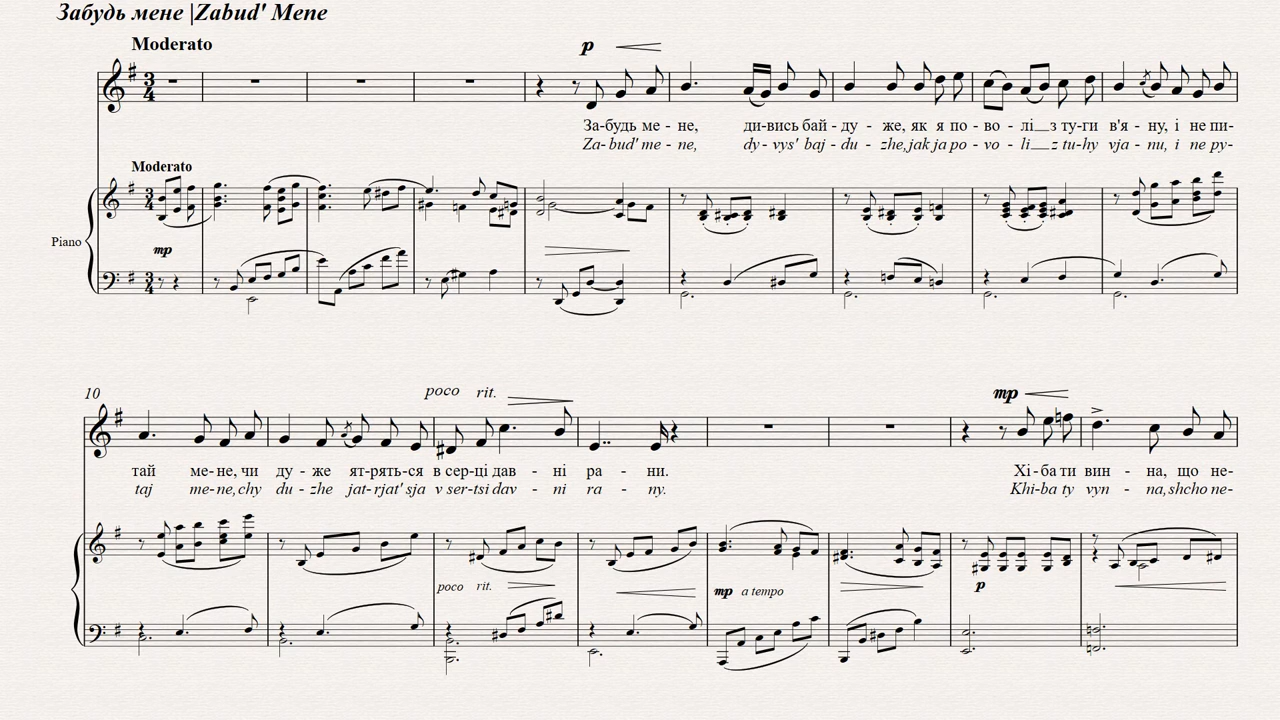 Забудь мене |Zabud' Mene
Moderato
p
За-будь ме - не, ди-вись бай - ду - же, як я по - во - лі__з ту-ги в'я - ну, і не пи-
Za- bud' me - ne, dy - vys' baj - du - zhe, jak ja po - vo - li__z tu-hy vja - nu, i ne py-
Moderato
3 4
Piano
mp
10
poco rit.
mp
тай ме-не, чи ду - же ят-рять-ся в сер-ці дав - ні ра - ни. Хі-ба ти вин - на, що не-
taj me-ne, chy du - zhe jat-rjat' sja v ser-tsi dav - ni ra - ny. Khi-ba ty vyn - na, shcho ne-
poco rit.
mp a tempo
p